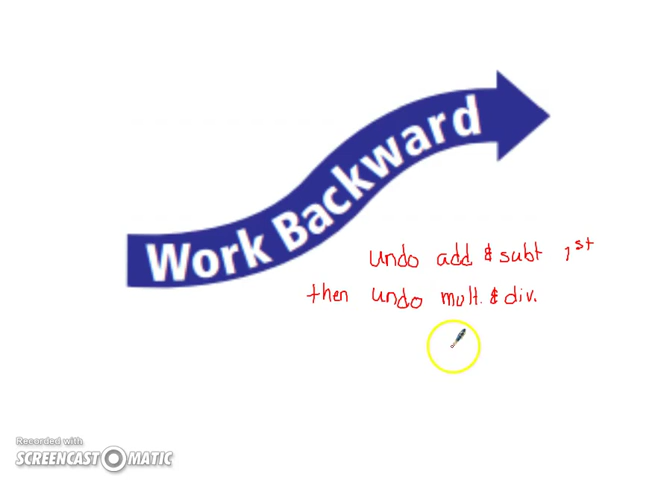 Work Backward
undo add & subt 1st
then undo mult. & div.
Recorded with
SCREENCAST-O-MATIC